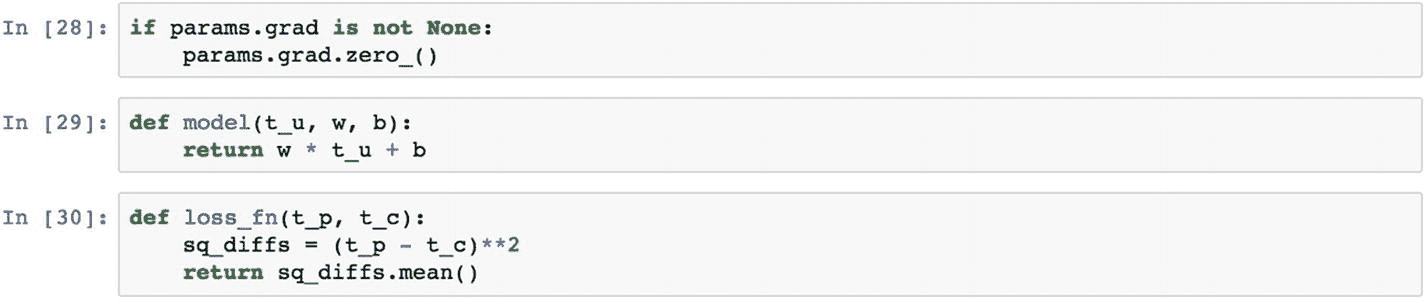 In [28]: if params.grad is not None:
    params.grad.zero_()
In [29]: def model(t_u, w, b):
    return w * t_u + b
In [30]: def loss_fn(t_p, t_c):
    sq_diffs = (t_p - t_c)**2
    return sq_diffs.mean()